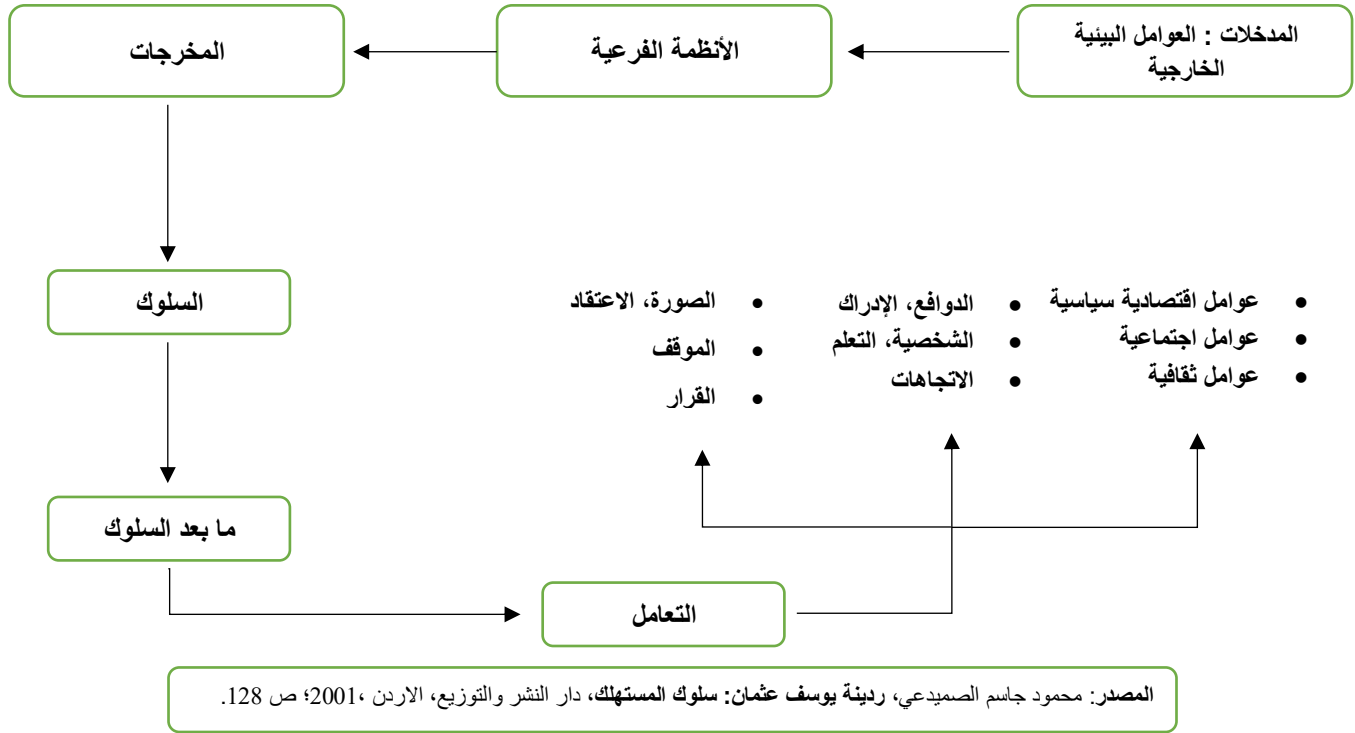 المدخلات : العوامل البيئية
الخارجية
الأنظمة الفرعية
المخرجات
السلوك
ما بعد السلوك
• عوامل اقتصادية سياسية
• عوامل اجتماعية
• عوامل ثقافية
• الدوافع، الإدراك
• الشخصية، التعلم
• الاتجاهات
• الصورة، الاعتقاد
• الموقف
• القرار
التعامل
المصدر: محمود جاسم الصميدعي، ردينة يوسف عثمان: سلوك المستهلك، دار النشر والتوزيع، الاردن ،2001؛ ص 128.